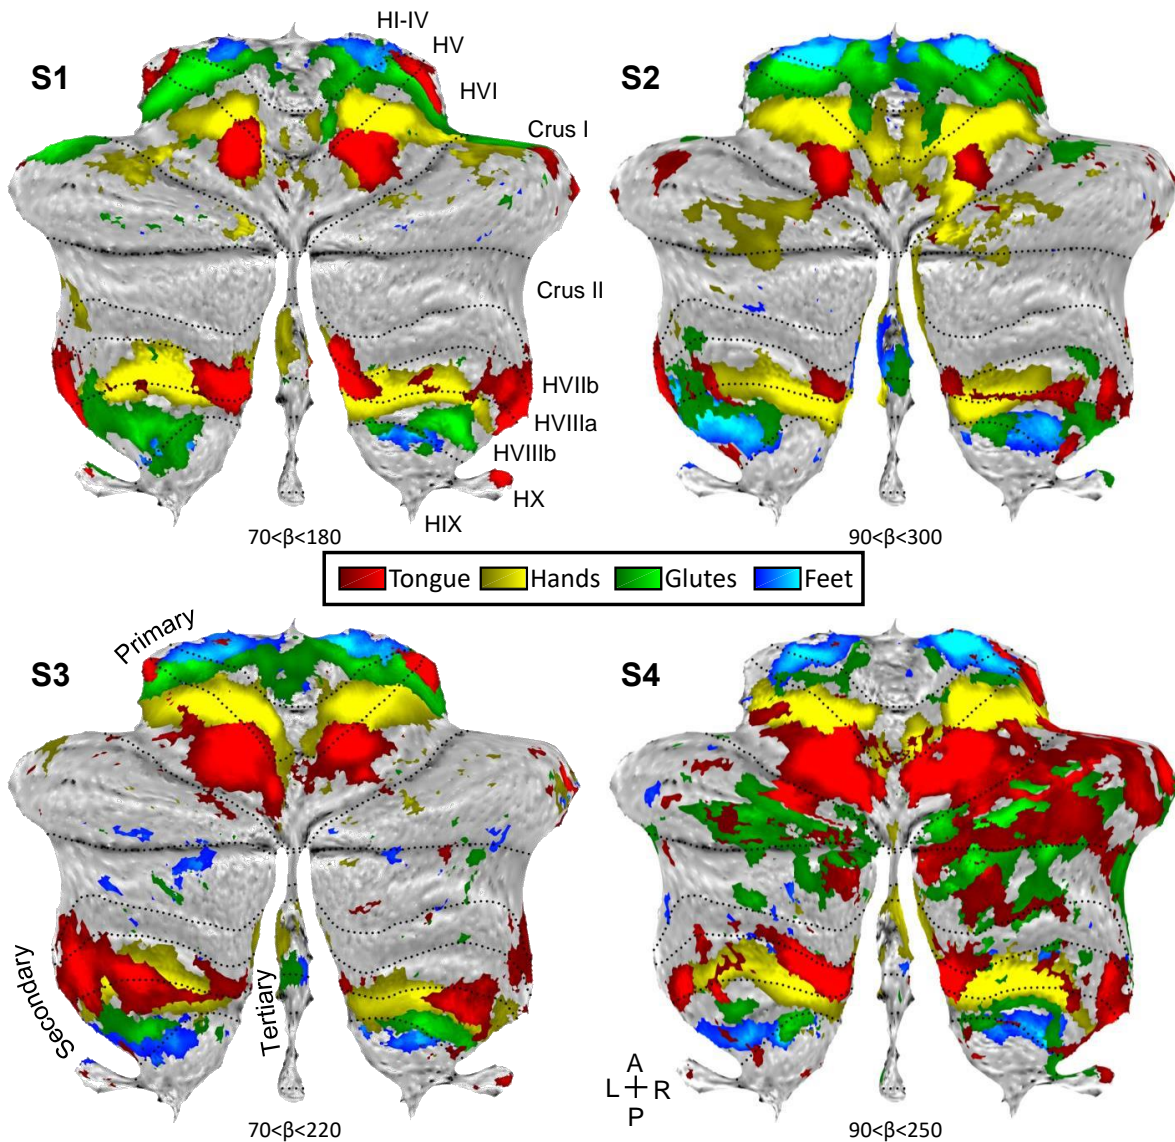 S1
HI-IV
HV
HVI
Crus I
Crus II
HVIIb
HVIIIa
HVIIIb
HX
HIX
70<β<180
S2
90<β<300
Tongue Hands Glutes Feet
S3
Primary
Secondary
Tertiary
70<β<220
S4
A
L R
P
90<β<250